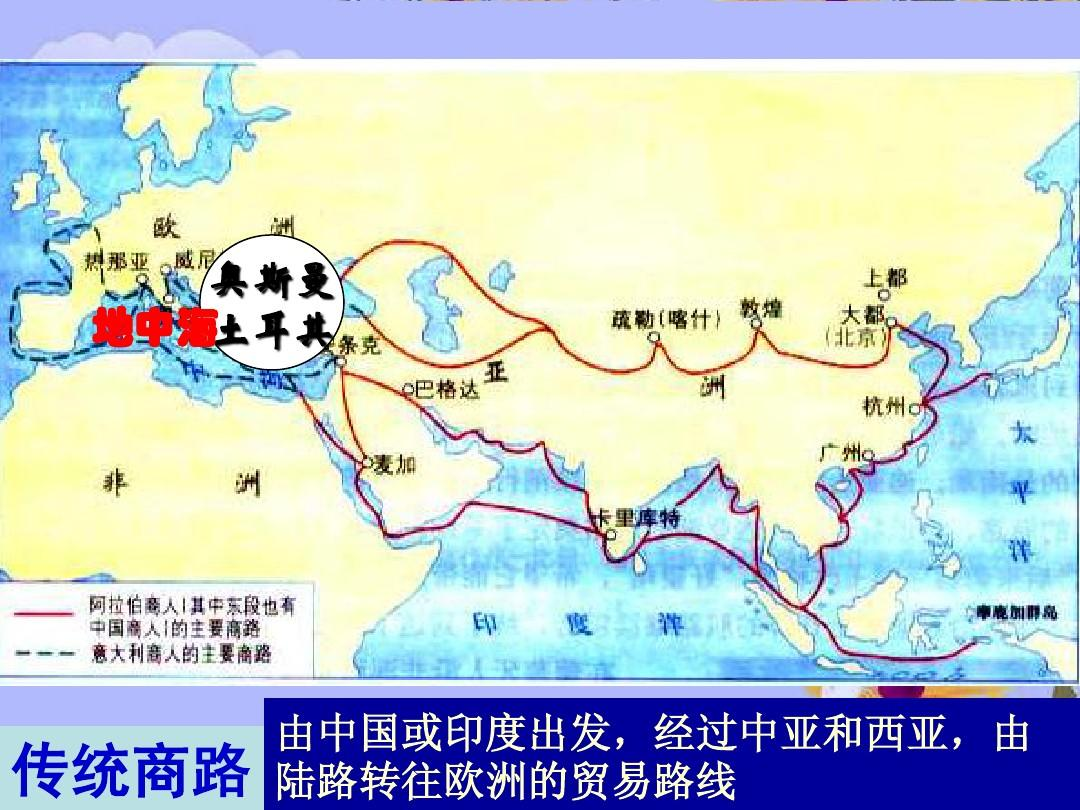 欧 洲
热那亚
威尼
奥斯曼
土耳其
地中海
条克
巴格达
亚 洲
疏勒(喀什)
敦煌
上都
大都
(北京)
杭州
广州
太
平
洋
非 洲
麦加
卡里库特
印 度 洋
摩鹿加群岛
阿拉伯商人(其中东段也有
中国商人)的主要商路
意大利商人的主要商路
传统商路
由中国或印度出发，经过中亚和西亚，由
陆路转往欧洲的贸易路线